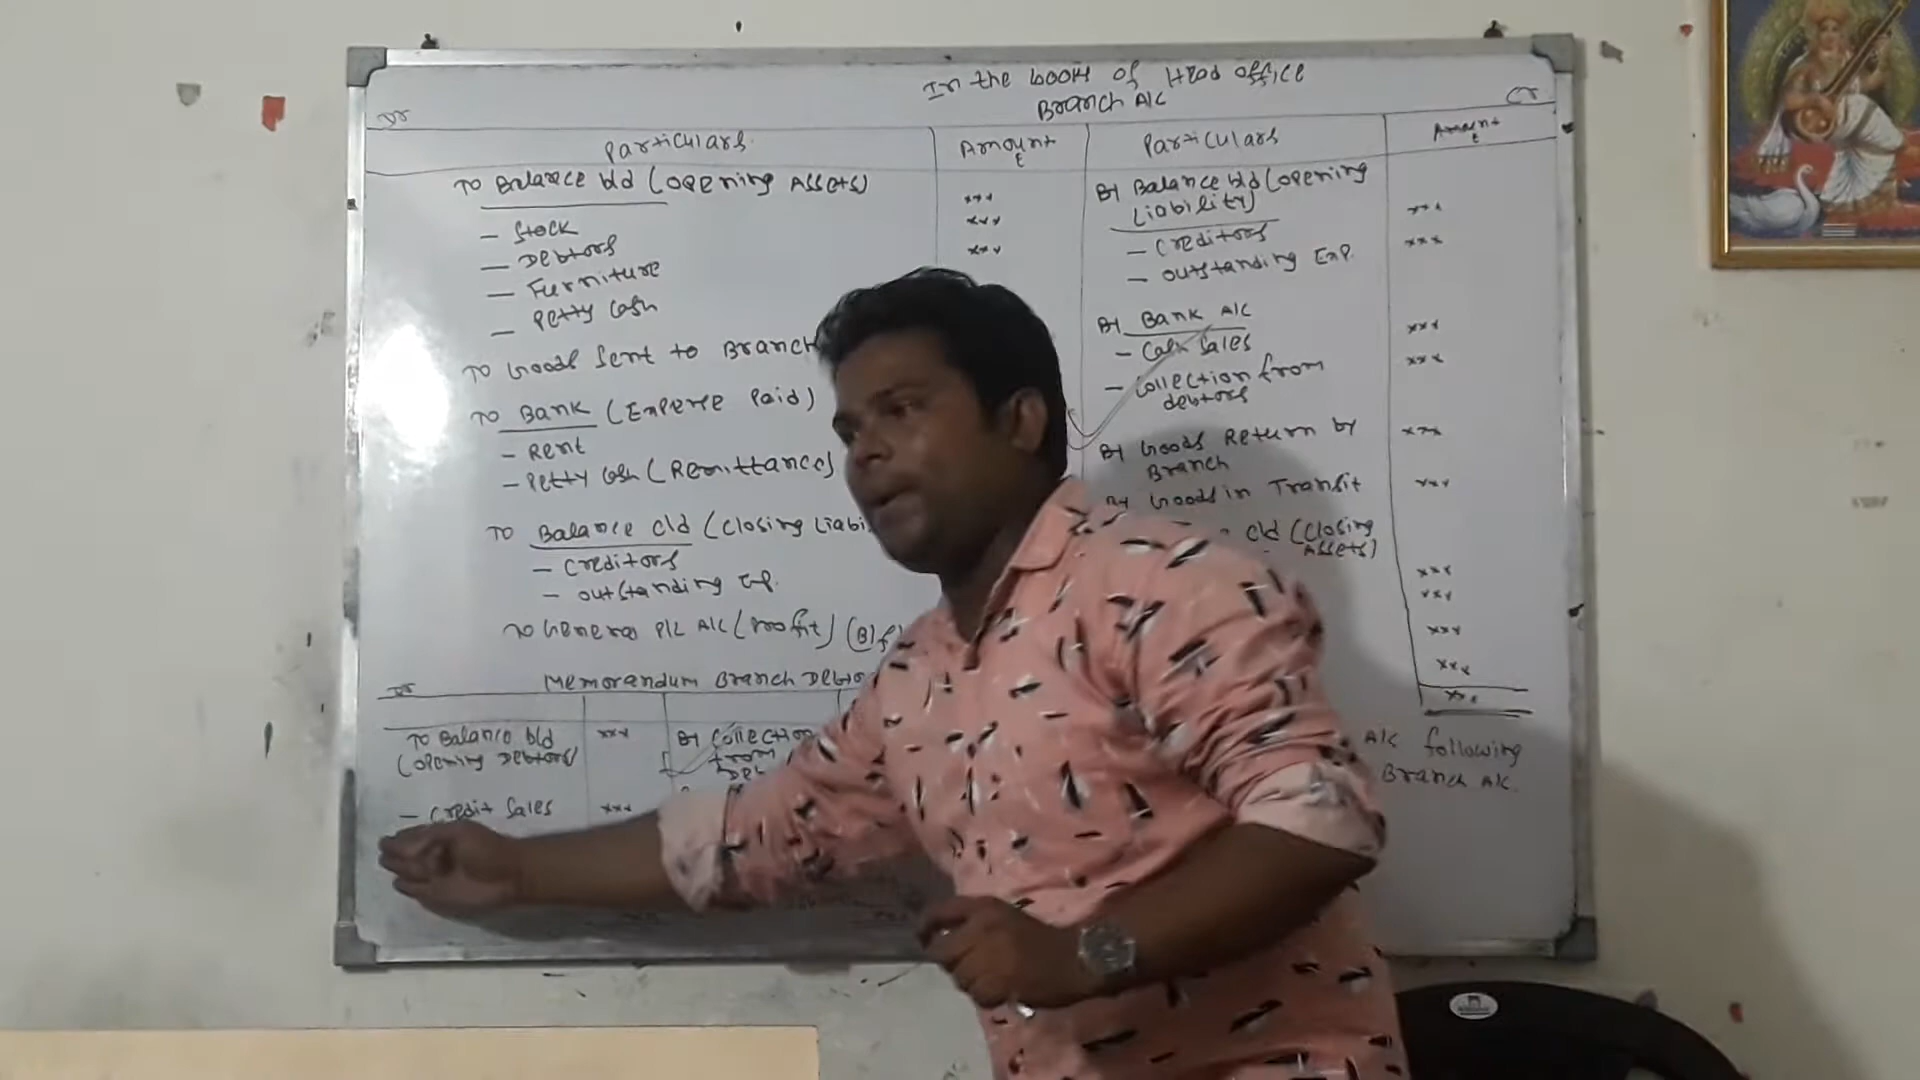 In the books of Head office
Branch A/C
Dr
Cr
Particulars
Amount
₹
Particulars
Amount
₹
To Balance b/d (opening Assets)
- Stock
- Debtors
- Furniture
- Petty Cash
To Goods Sent to Branch
To Bank (Expense Paid)
- Rent
- Petty Cash (Remittances)
To Balance c/d (Closing Liabi
- Creditors
- outstanding Exp.
To General P/L A/C (Profit) (B/f)
xxx
xxx
xxx
By Balance b/d (opening
Liability)
- Creditors
- outstanding Exp.
By Bank A/C
- Cash Sales
- Collection from
debtors
By Goods Return by
Branch
By Goods in Transit
c/d (Closing
Assets)
xxx
xxx
xxx
xxx
xxx
xxx
xxx
xxx
xxx
xxx
xxx
Memorandum Branch Debto
Dr
To Balance b/d
(opening Debtors)
xxx
- Credit Sales
xxx
By Collection
from
Deb
A/C following
Branch A/C.